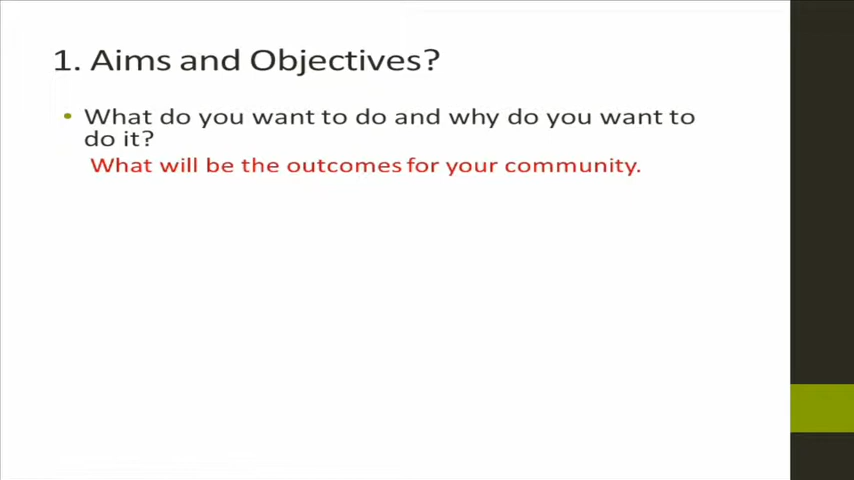 1. Aims and Objectives?
• What do you want to do and why do you want to
do it?
What will be the outcomes for your community.